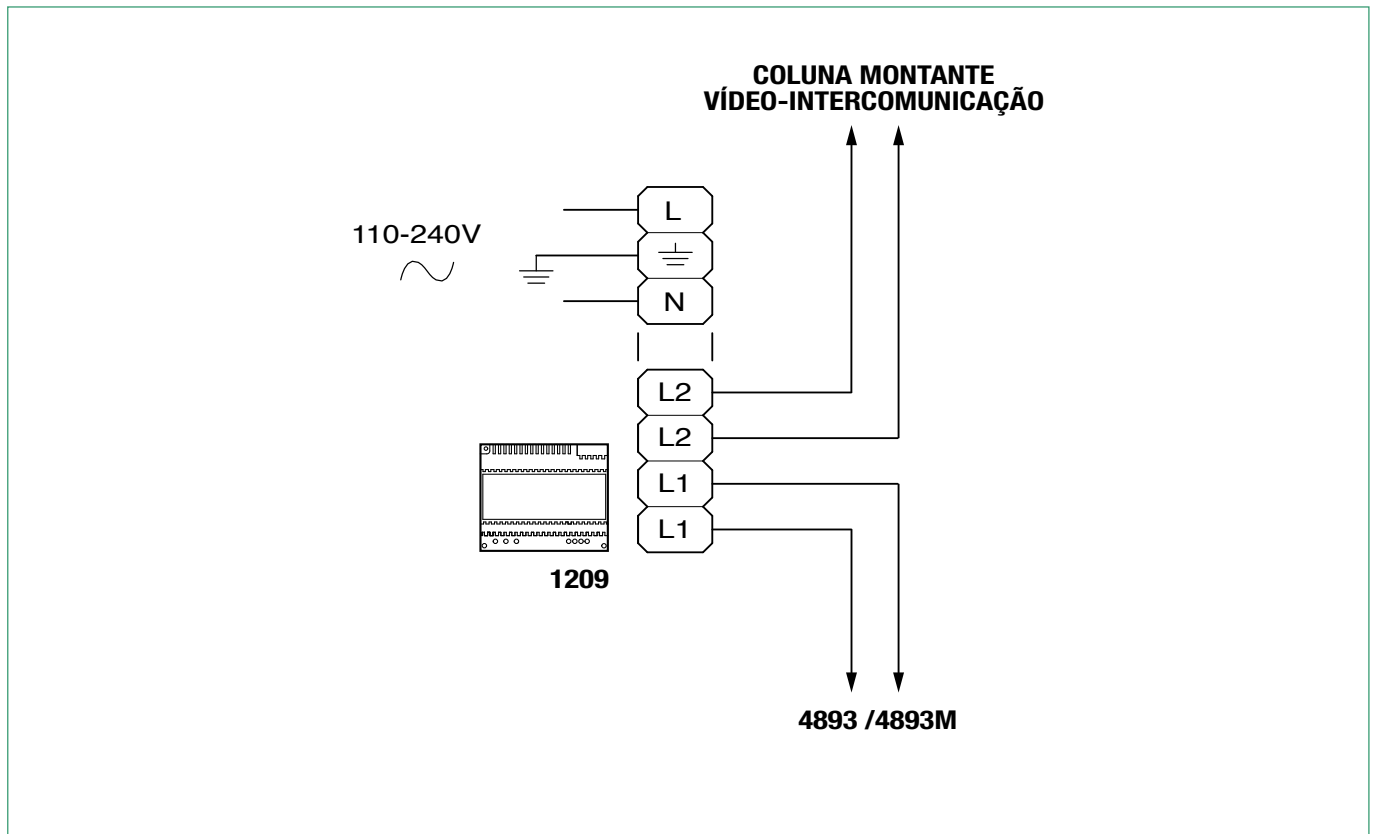 COLUNA MONTANTE
VÍDEO-INTERCOMUNICAÇÃO
110-240V
L
N
L2
L2
L1
L1
1209
4893 /4893M